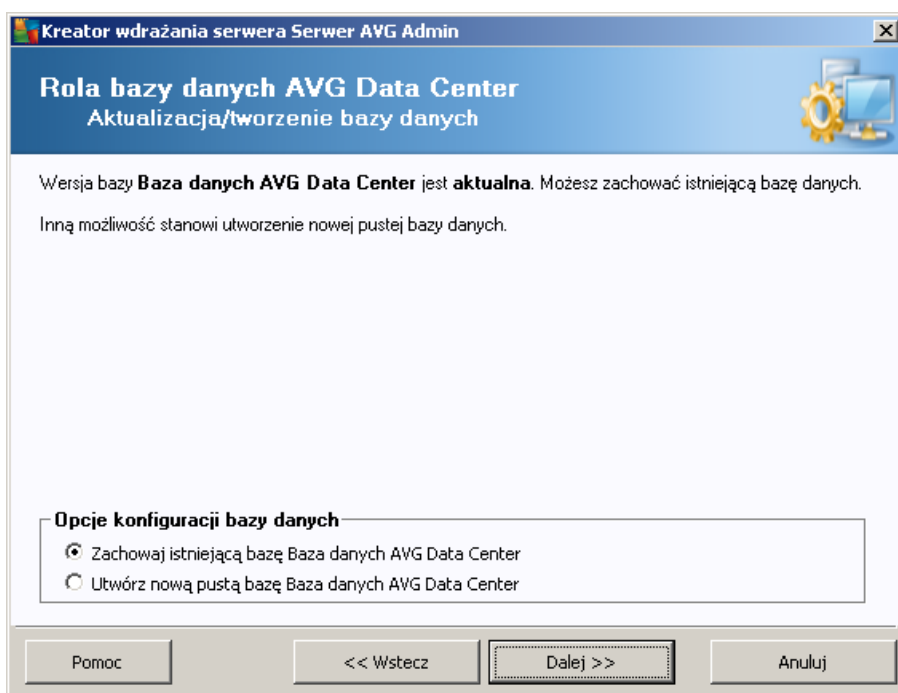 Kreator wdrażania serwera Serwer AVG Admin
Rola bazy danych AVG Data Center
Aktualizacja/tworzenie bazy danych
Wersja bazy Baza danych AVG Data Center jest aktualna. Możesz zachować istniejącą bazę danych.
Inną możliwość stanowi utworzenie nowej pustej bazy danych.
Opcje konfiguracji bazy danych
Zachowaj istniejącą bazę Baza danych AVG Data Center
Utwórz nową pustą bazę Baza danych AVG Data Center
Pomoc << Wstecz Dalej >> Anuluj